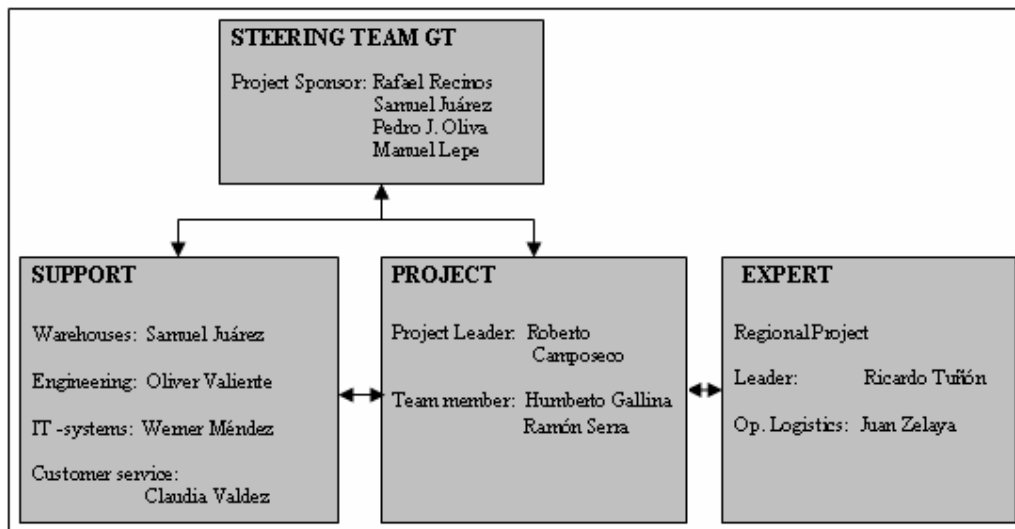 STEERING TEAM GT
Project Sponsor: Rafael Recinos
Samuel Juárez
Pedro J. Oliva
Manuel Lepe
SUPPORT
Warehouses: Samuel Juárez
Engineering: Oliver Valiente
IT -systems: Werner Méndez
Customer service:
Claudia Valdez
PROJECT
Project Leader: Roberto
Camposeco
Team member: Humberto Gallina
Ramón Serra
EXPERT
Regional Project
Leader: Ricardo Tuñón
Op. Logistics: Juan Zelaya